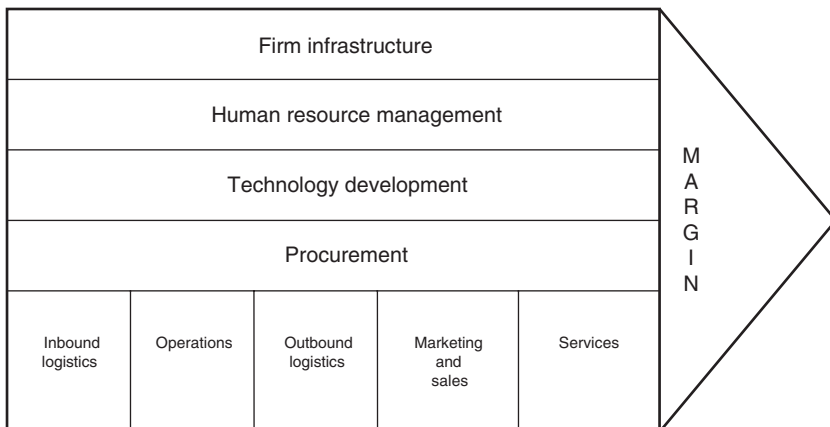 Firm infrastructure
Human resource management
Technology development
Procurement
Inbound
logistics
Operations
Outbound
logistics
Marketing
and
sales
Services
M
A
R
G
I
N